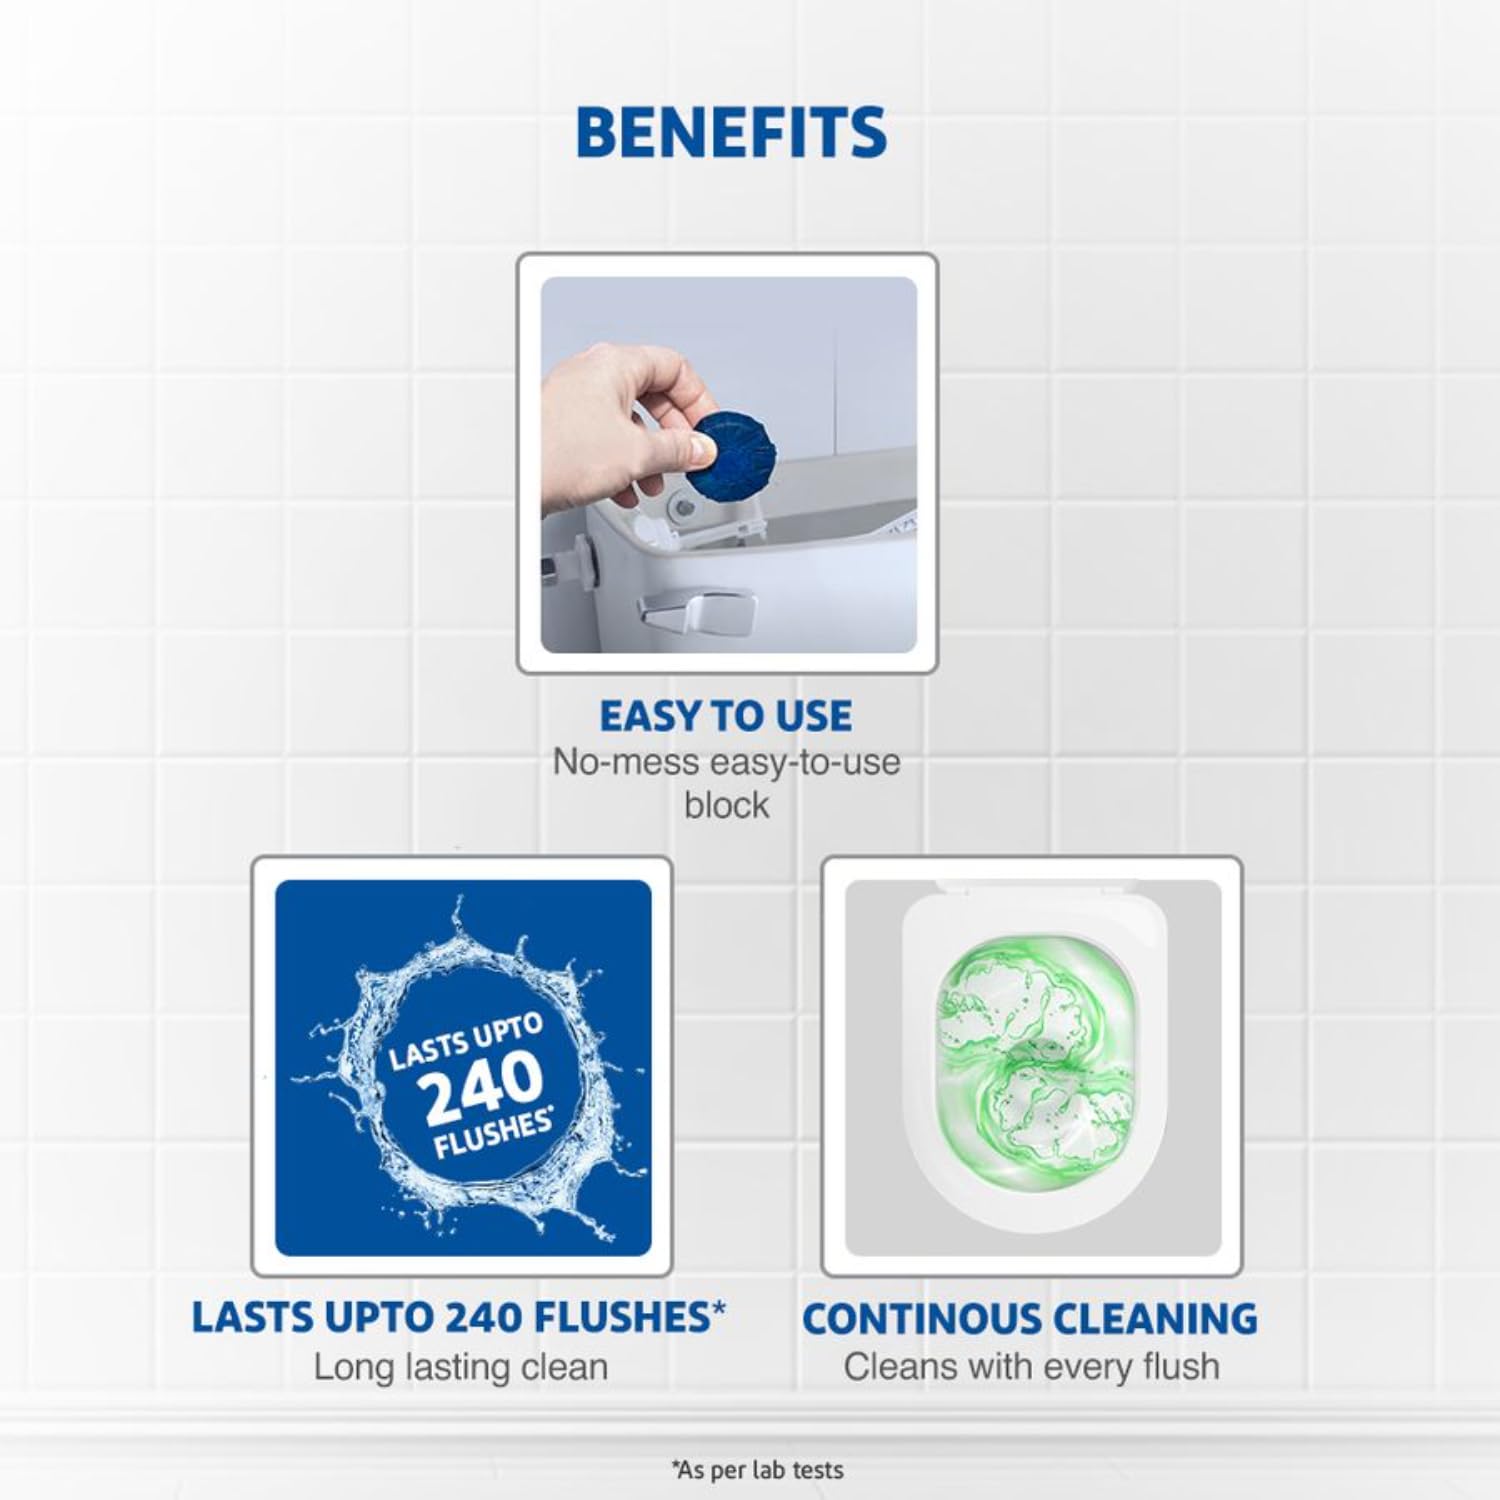 BENEFITS
EASY TO USE
No-mess easy-to-use
block
LASTS UPTO
240
FLUSHES*
LASTS UPTO 240 FLUSHES*
Long lasting clean
CONTINOUS CLEANING
Cleans with every flush
*As per lab tests